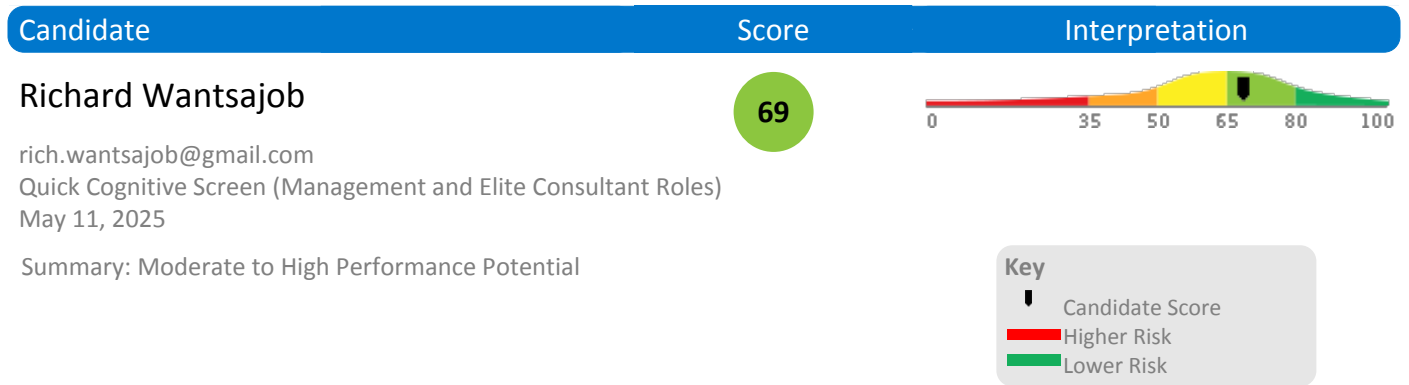 Candidate Score Interpretation
Richard Wantsajob
69
0 35 50 65 80 100
rich.wantsajob@gmail.com
Quick Cognitive Screen (Management and Elite Consultant Roles)
May 11, 2025
Summary: Moderate to High Performance Potential
Key
Candidate Score
Higher Risk
Lower Risk